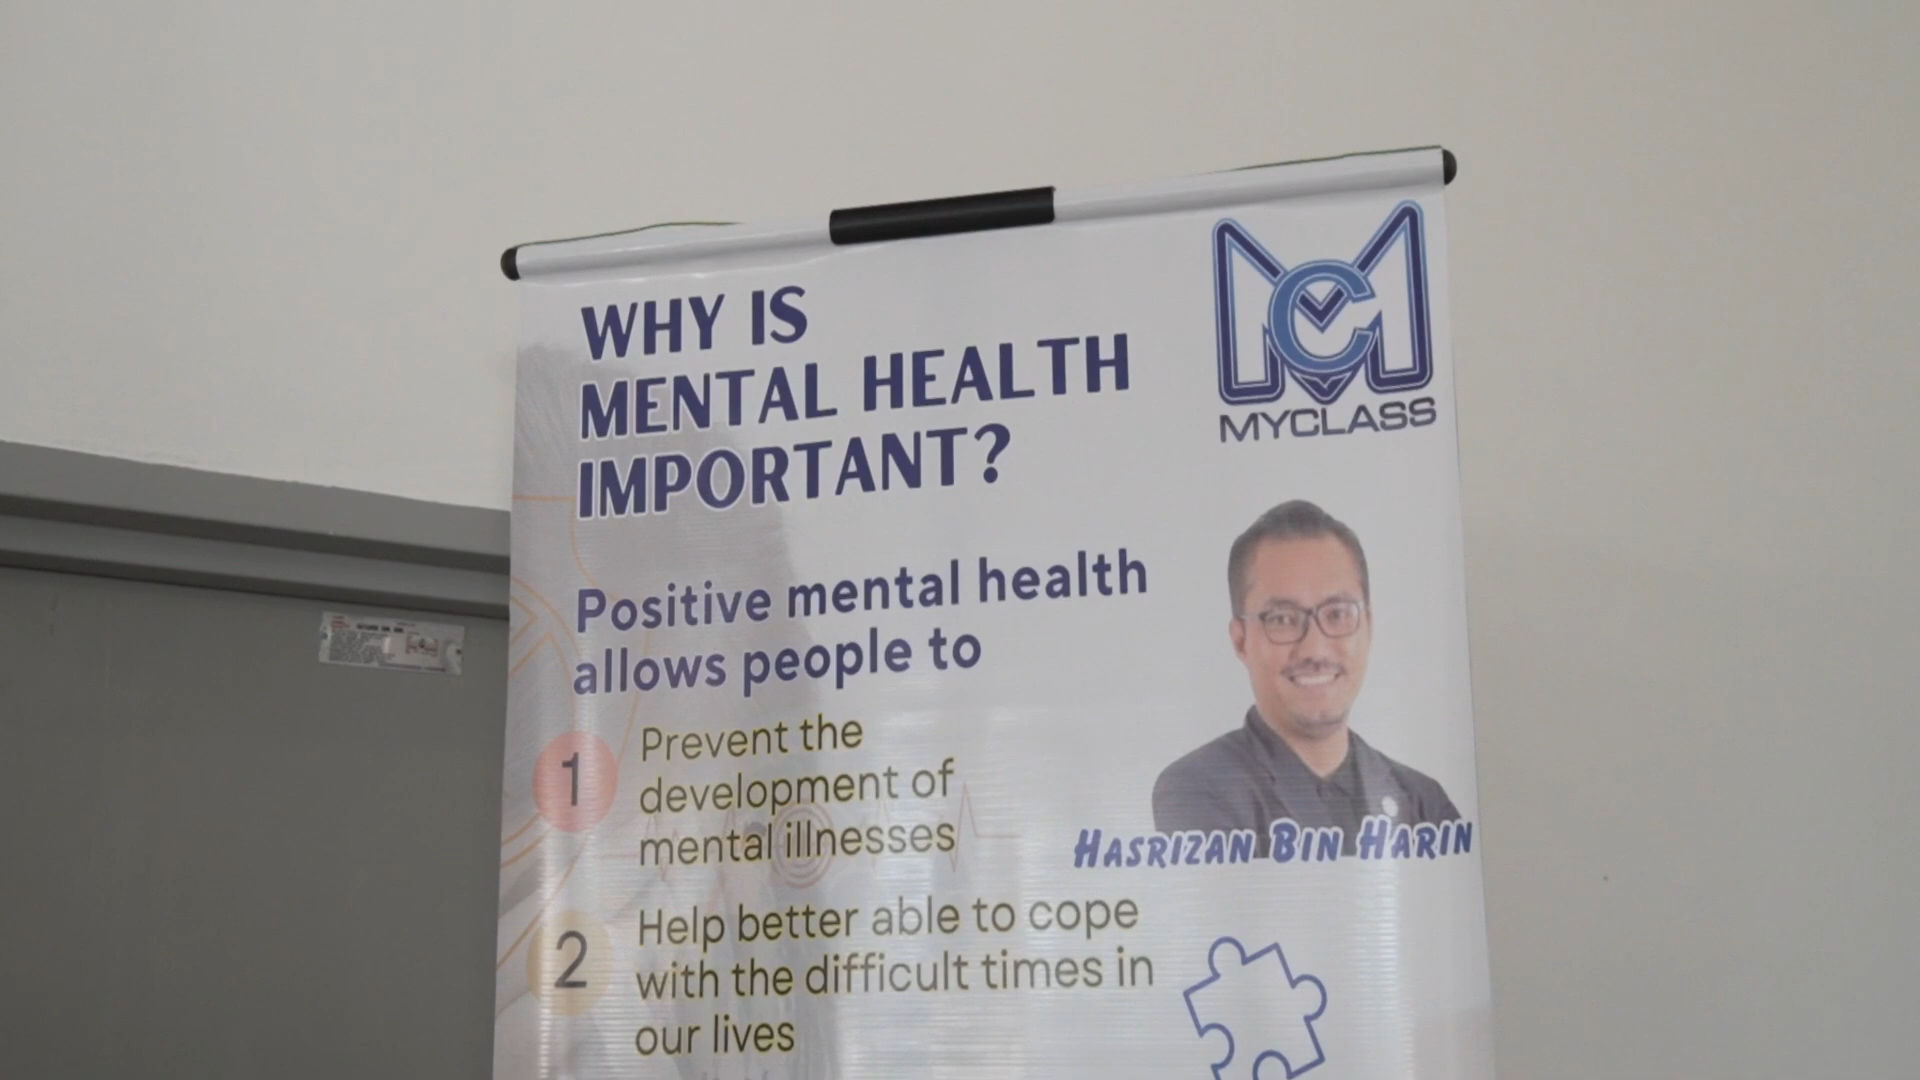 WHY IS
MENTAL HEALTH
IMPORTANT?
MYCLASS
Positive mental health
allows people to
1
Prevent the
development of
mental illnesses
HASRIZAN BIN HARIN
2
Help better able to cope
with the difficult times in
our lives